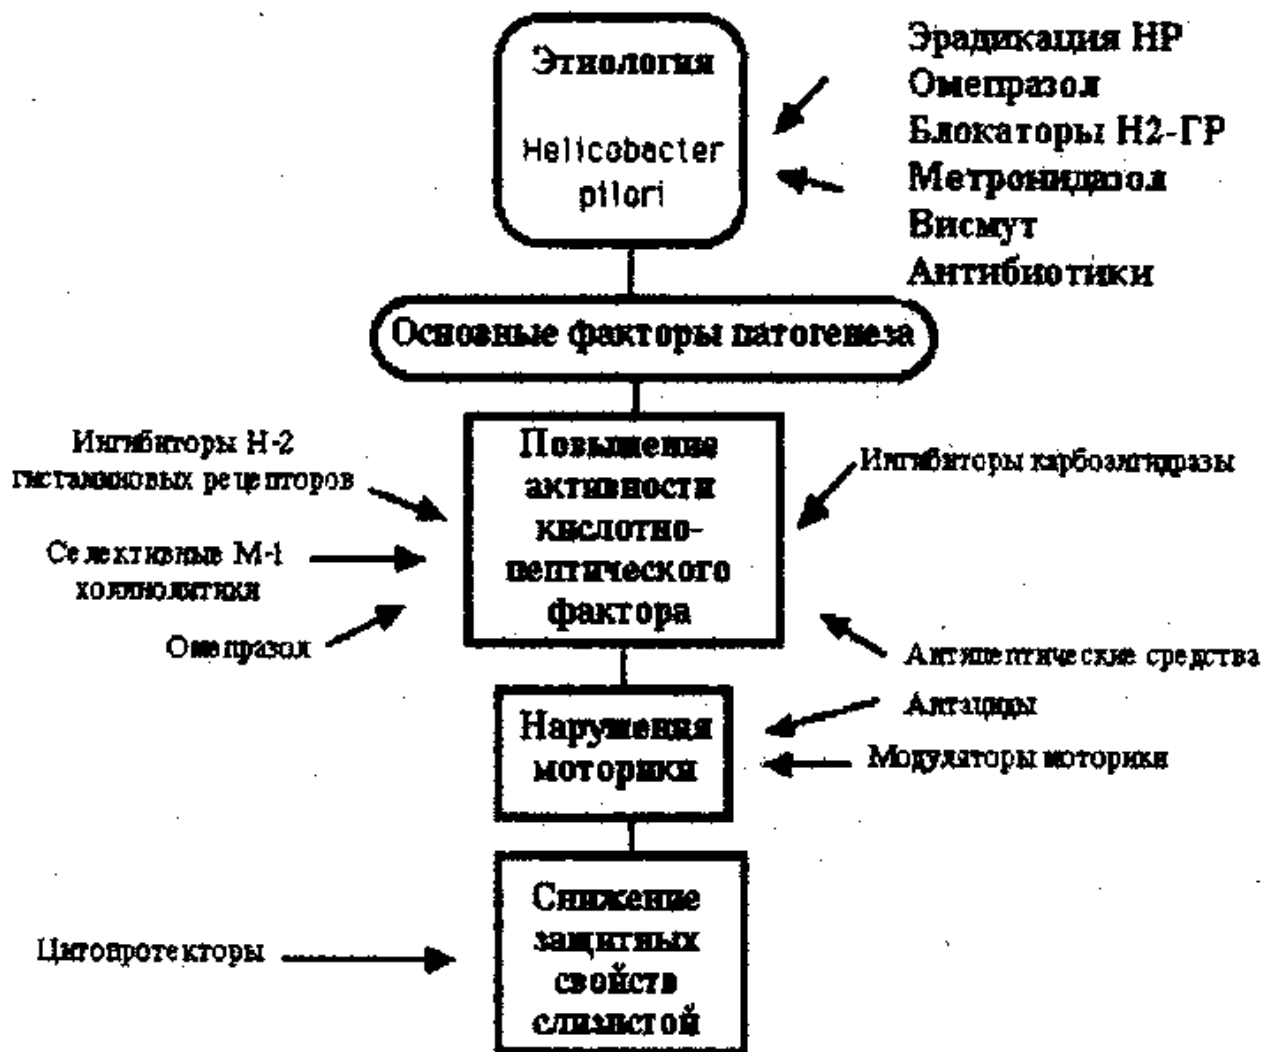 Этиология
Helicobacter
pilori
Эрадикация НР
Омепразол
Блокаторы Н2-ГР
Метронидазол
Висмут
Антибиотики
Основные факторы патогенеза
Ингибиторы Н-2
гистаминовых рецепторов
Селективные М-1
холинолитики
Омепразол
Повышение
активности
кислотно-
пептического
фактора
Ингибиторы карбоангидразы
Антипептические средства
Антациды
Модуляторы моторики
Нарушения
моторики
Цитопротекторы
Снижение
защитных
свойств
слизистой